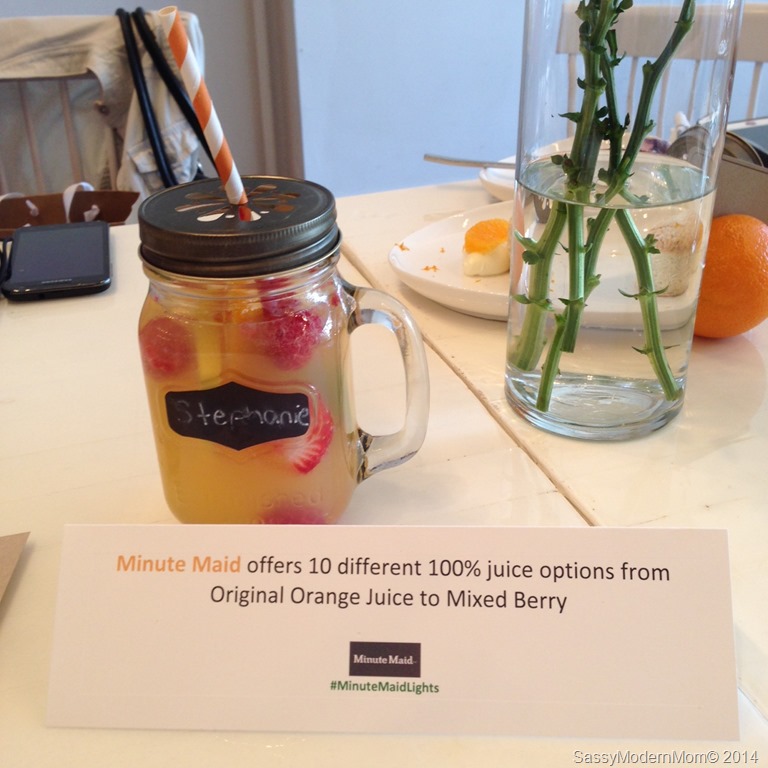 Stephanie
Minute Maid offers 10 different 100% juice options from
Original Orange Juice to Mixed Berry
Minute Maid
#MinuteMaidLights
SassyModernMom© 2014